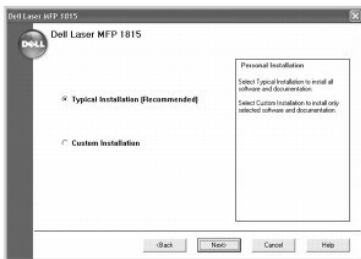 Dell Laser MFP 1815
DELL
Dell Laser MFP 1815
Typical Installation (Recommended)
Custom Installation
Personal Installation
Select Typical Installation to install all
software and documentation.
Select Custom Installation to install only
selected software and documentation.
<Back
Next>
Cancel
Help